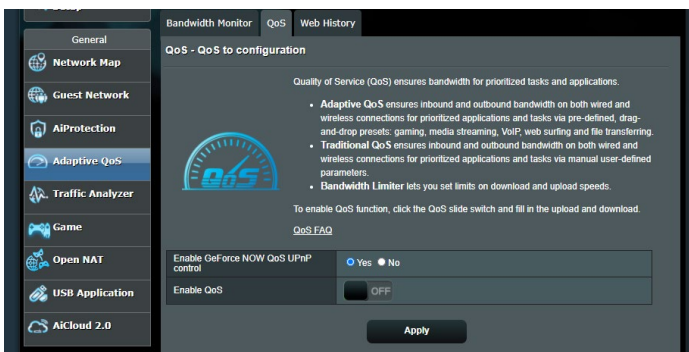 Bandwidth Monitor QoS Web History
General
QoS - QoS to configuration
Network Map
Quality of Service (QoS) ensures bandwidth for prioritized tasks and applications.
Guest Network
• Adaptive QoS ensures inbound and outbound bandwidth on both wired and
wireless connections for prioritized applications and tasks via pre-defined, drag-
and-drop presets: gaming, media streaming, VoIP, web surfing and file transferring.
AiProtection
• Traditional QoS ensures inbound and outbound bandwidth on both wired and
wireless connections for prioritized applications and tasks via manual user-defined
parameters.
Adaptive QoS
QoS
• Bandwidth Limiter lets you set limits on download and upload speeds.
Traffic Analyzer
To enable QoS function, click the QoS slide switch and fill in the upload and download.
Game
QoS FAQ
Open NAT
Enable GeForce NOW QoS UPnP
control
Yes No
USB Application
Enable QoS
OFF
AiCloud 2.0
Apply